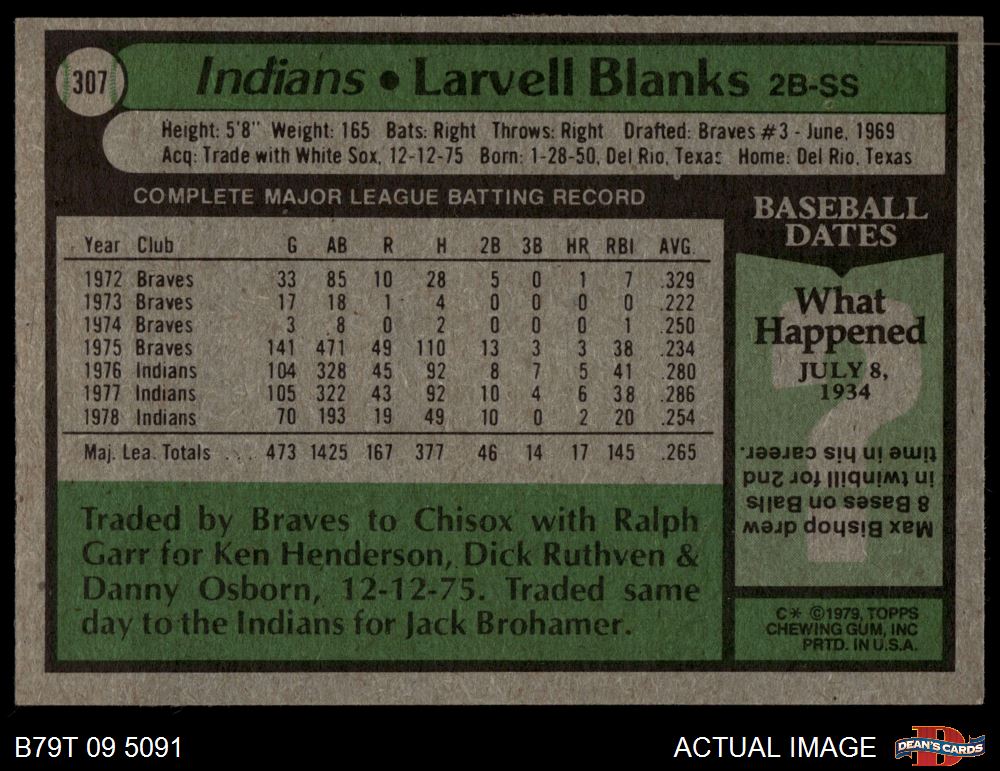 307
Indians • Larvell Blanks 2B-SS
Height: 5'8" Weight: 165 Bats: Right Throws: Right Drafted: Braves #3 - June, 1969
Acq: Trade with White Sox, 12-12-75 Born: 1-28-50, Del Rio, Texas Home: Del Rio, Texas
COMPLETE MAJOR LEAGUE BATTING RECORD
Year Club G AB R H 2B 3B HR RBI AVG.
1972 Braves 33 85 10 28 5 0 1 7 .329
1973 Braves 17 18 1 4 0 0 0 0 .222
1974 Braves 3 8 0 2 0 0 0 1 .250
1975 Braves 141 471 49 110 13 3 3 38 .234
1976 Indians 104 328 45 92 8 7 5 41 .280
1977 Indians 105 322 43 92 10 4 6 38 .286
1978 Indians 70 193 19 49 10 0 2 20 .254
Maj. Lea. Totals . . . 473 1425 167 377 46 14 17 145 .265
Traded by Braves to Chisox with Ralph
Garr for Ken Henderson, Dick Ruthven &
Danny Osborn, 12-12-75. Traded same
day to the Indians for Jack Brohamer.
BASEBALL
DATES
What
Happened
JULY 8,
1934
?
Max Bishop drew
8 Bases on Balls
in twinbill for 2nd
time in his career.
C* ©1979, TOPPS
CHEWING GUM, INC
PRTD. IN U.S.A.
B79T 09 5091
ACTUAL IMAGE
D
DEAN'S CARDS